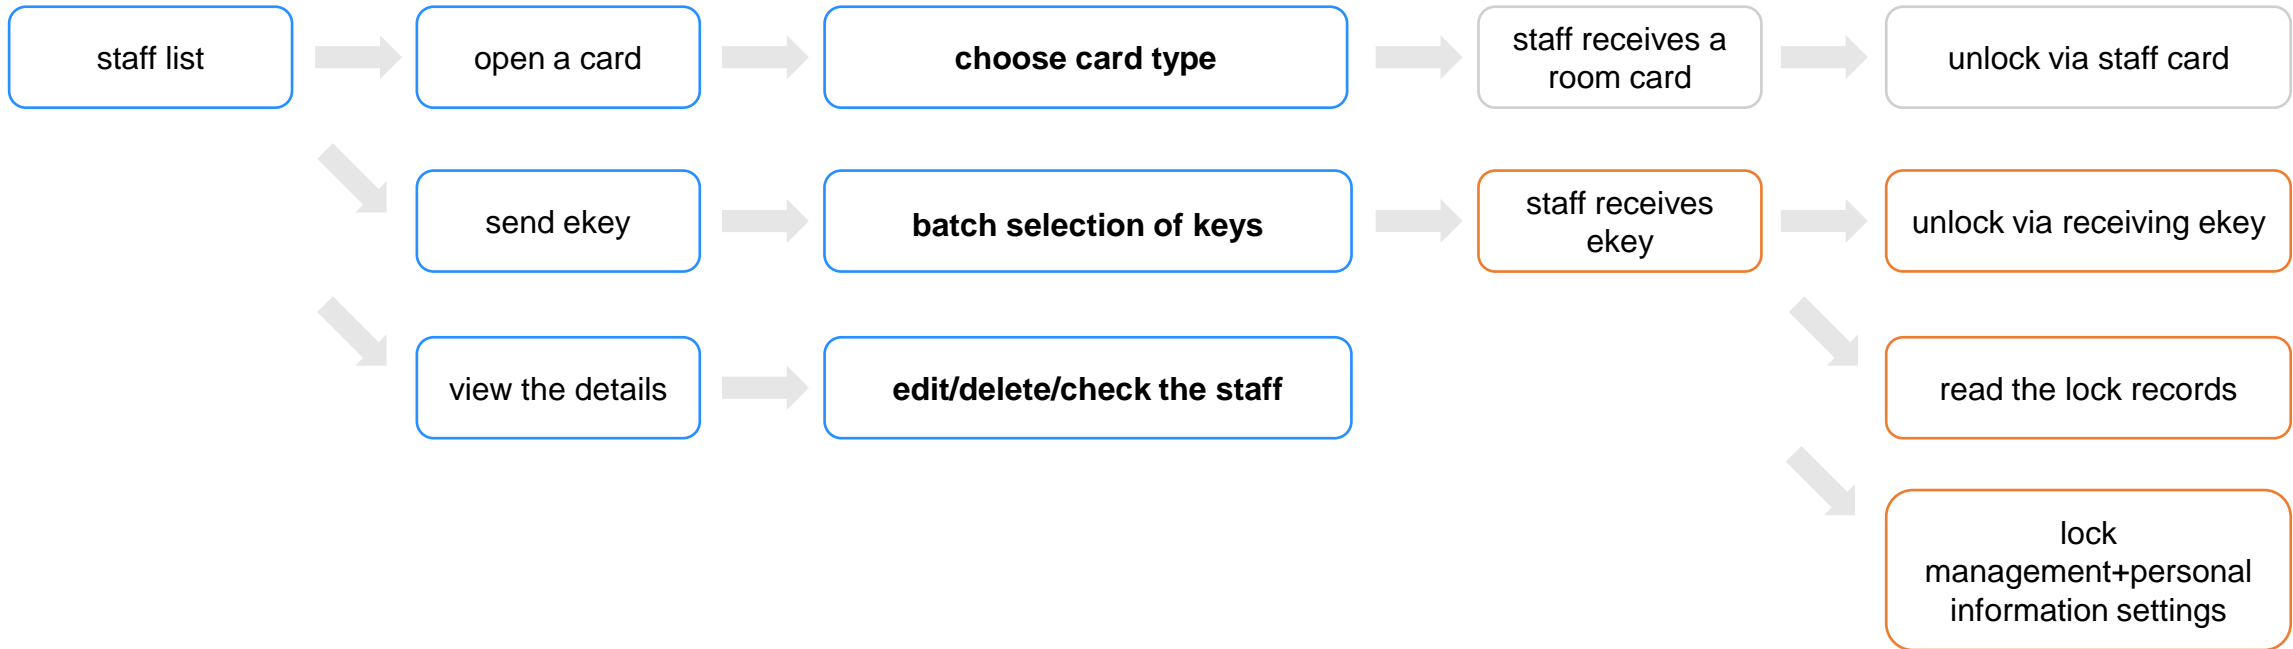 staff list
open a card
choose card type
staff receives a
room card
unlock via staff card
send ekey
batch selection of keys
staff receives
ekey
unlock via receiving ekey
view the details
edit/delete/check the staff
read the lock records
lock
management+personal
information settings